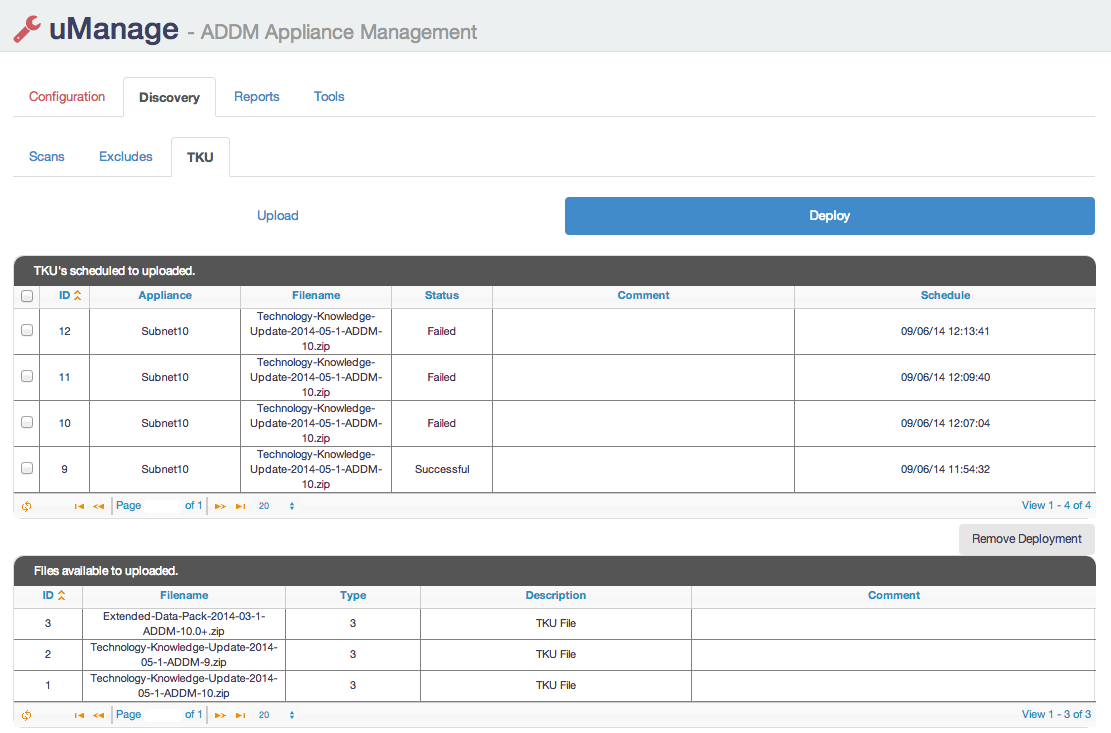 uManage - ADDM Appliance Management
Configuration Discovery Reports Tools
Scans Excludes TKU
Upload Deploy
TKU's scheduled to uploaded.
ID Appliance Filename Status Comment Schedule
12 Subnet10 Technology-Knowledge-
Update-2014-05-1-ADDM-
10.zip Failed 09/06/14 12:13:41
11 Subnet10 Technology-Knowledge-
Update-2014-05-1-ADDM-
10.zip Failed 09/06/14 12:09:40
10 Subnet10 Technology-Knowledge-
Update-2014-05-1-ADDM-
10.zip Failed 09/06/14 12:07:04
9 Subnet10 Technology-Knowledge-
Update-2014-05-1-ADDM-
10.zip Successful 09/06/14 11:54:32
Page of 1 20 View 1 - 4 of 4
Remove Deployment
Files available to uploaded.
ID Filename Type Description Comment
3 Extended-Data-Pack-2014-03-1-
ADDM-10.0+.zip 3 TKU File
2 Technology-Knowledge-Update-2014-
05-1-ADDM-9.zip 3 TKU File
1 Technology-Knowledge-Update-2014-
05-1-ADDM-10.zip 3 TKU File
Page of 1 20 View 1 - 3 of 3